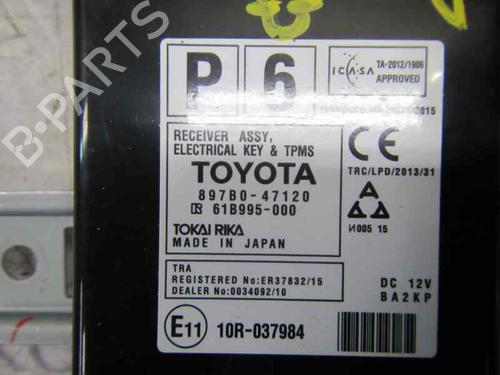 P 6
ICASA
TA-2012/1906
APPROVED
RECEIVER ASSY,
ELECTRICAL KEY & TPMS
TOYOTA
897B0-47120
61B995-000
TOKAI RIKA
MADE IN JAPAN
TRC/LPD/2013/31
И005 15
TRA
REGISTERED No:ER37832/15
DEALER No:0034092/10
DC 12V
BA2KP
E11 10R-037984
B-PARTS